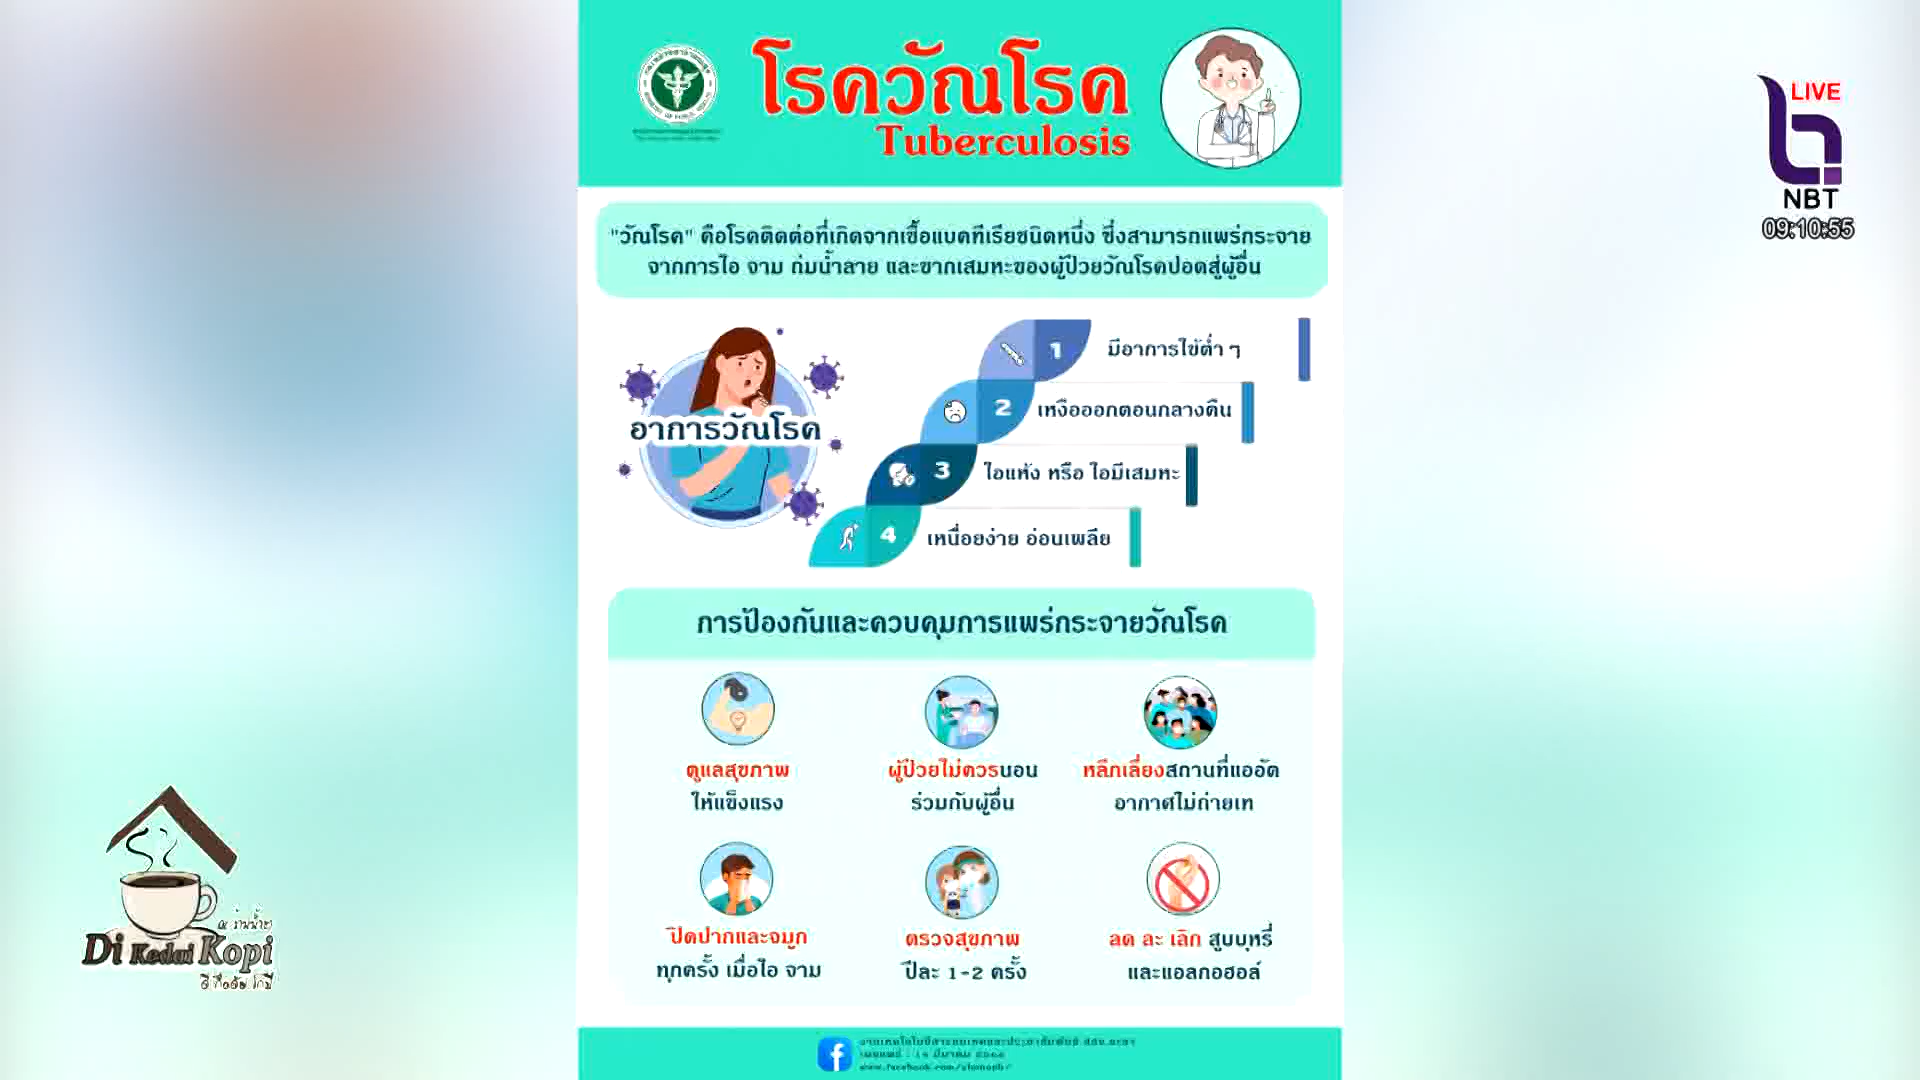 โรควัณโรค
Tuberculosis
LIVE
NBT
09:10:55
"วัณโรค" คือโรคติดต่อที่เกิดจากเชื้อแบคทีเรียชนิดหนึ่ง ซึ่งสามารถแพร่กระจาย
จากการไอ จาม ถ่มน้ำลาย และขากเสมหะของผู้ป่วยวัณโรคปอดสู่ผู้อื่น
อาการวัณโรค
1 มีอาการไข้ต่ำ ๆ
2 เหงือออกตอนกลางคืน
3 ไอแห้ง หรือ ไอมีเสมหะ
4 เหนื่อยง่าย อ่อนเพลีย
การป้องกันและควบคุมการแพร่กระจายวัณโรค
ดูแลสุขภาพ
ให้แข็งแรง
ผู้ป่วยไม่ควรนอน
ร่วมกับผู้อื่น
หลีกเลี่ยงสถานที่แออัด
อากาศไม่ถ่ายเท
ปิดปากและจมูก
ทุกครั้ง เมื่อไอ จาม
ตรวจสุขภาพ
ปีละ 1-2 ครั้ง
ลด ละ เลิก สูบบุหรี่
และแอลกอฮอล์
Di Kedai Kopi